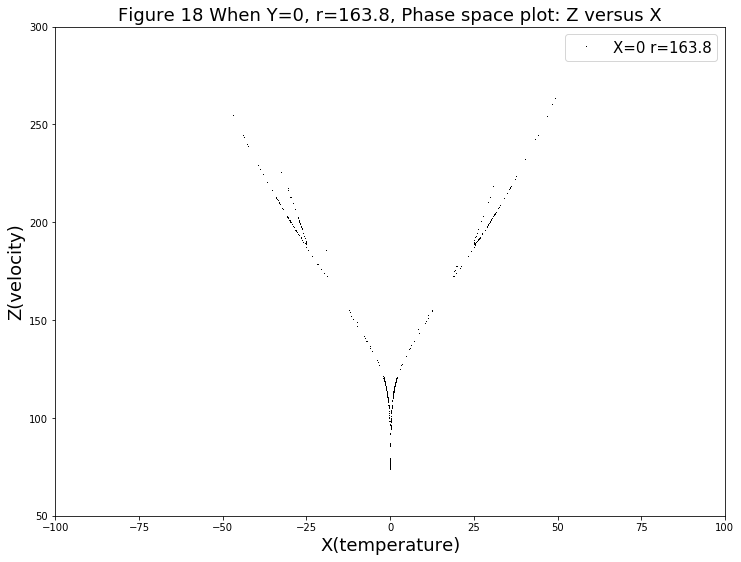 Figure 18 When Y=0, r=163.8, Phase space plot: Z versus X
X=0 r=163.8
300
250
200
150
100
50
Z(velocity)
−100 −75 −50 −25 0 25 50 75 100
X(temperature)